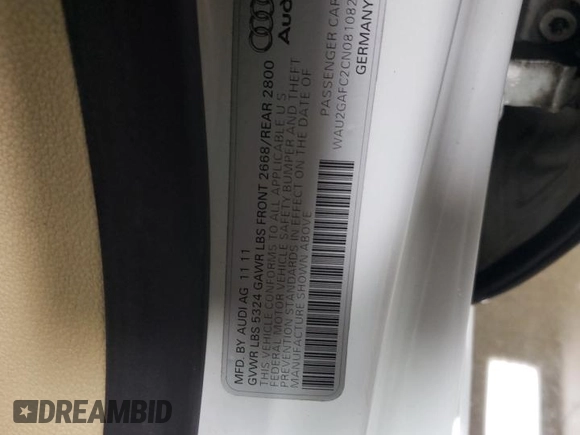 Audi
MFD. BY AUDI AG 11 11
GVWR LBS 5324 GAWR LBS FRONT 2668/REAR 2800
THIS VEHICLE CONFORMS TO ALL APPLICABLE U S
FEDERAL MOTOR VEHICLE SAFETY BUMPER AND THEFT
PREVENTION STANDARDS IN EFFECT ON THE DATE OF
MANUFACTURE SHOWN ABOVE
PASSENGER CAR
WAU2GAFC2CN081082
GERMANY
DREAMBID